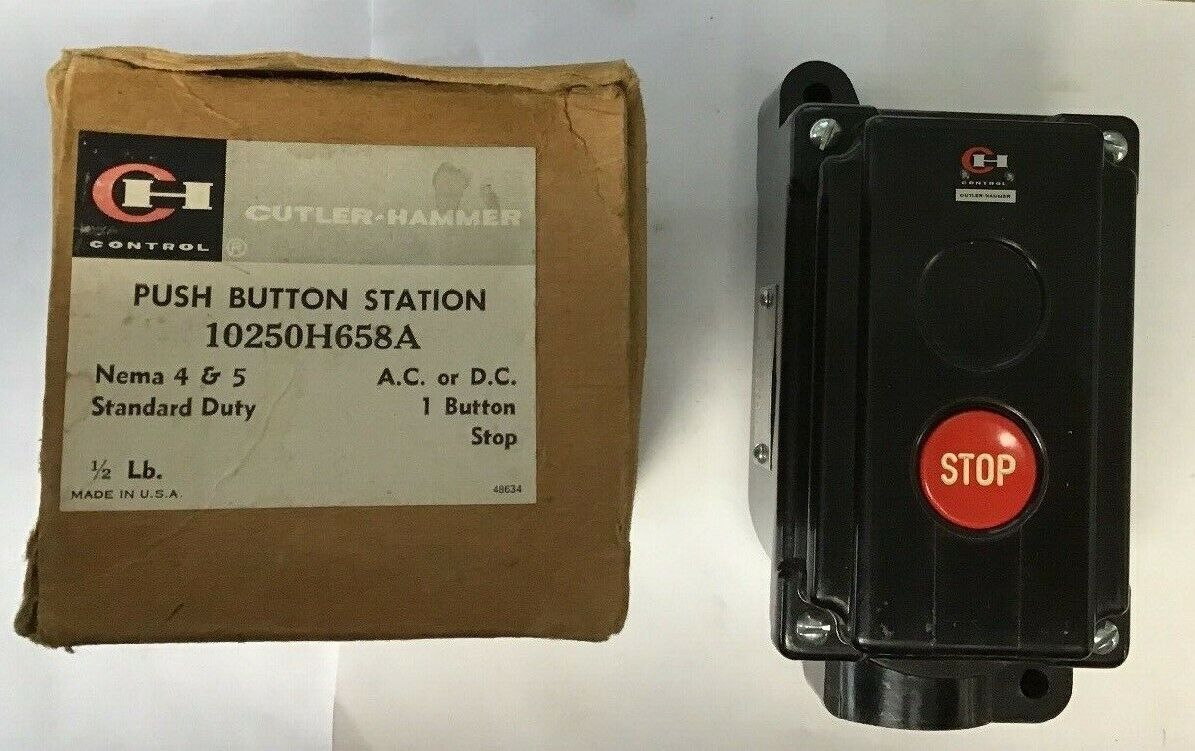 CH
CONTROL
®
CUTLER-HAMMER
PUSH BUTTON STATION
10250H658A
Nema 4 & 5
A.C. or D.C.
Standard Duty
1 Button
Stop
½ Lb.
MADE IN U.S.A.
48634
CH
CONTROL
CUTLER-HAMMER
STOP